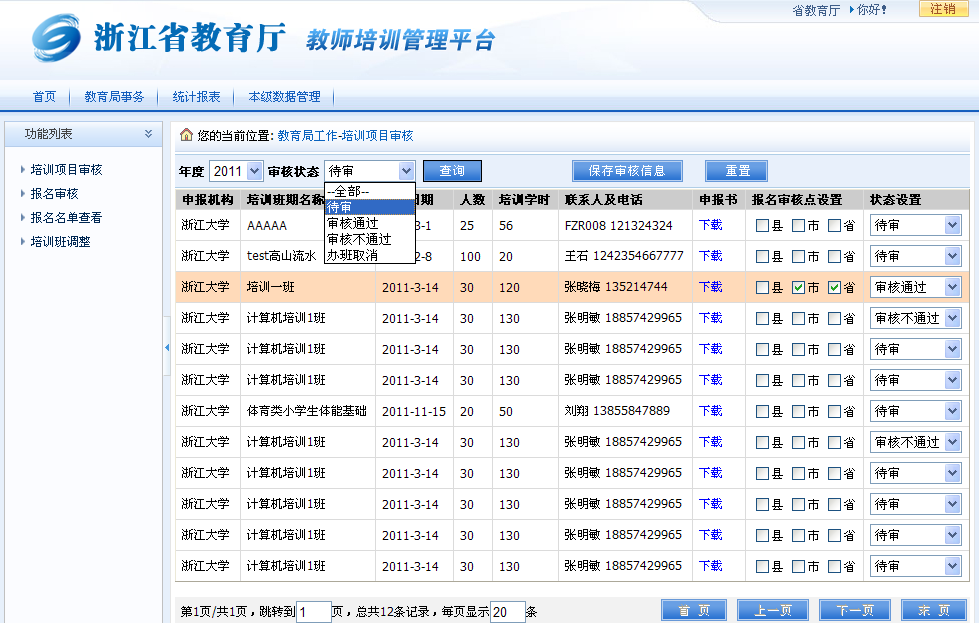 省教育厅 你好! 注销
浙江省教育厅 教师培训管理平台
首页 教育局事务 统计报表 本级数据管理
功能列表
培训项目审核
报名审核
报名名单查看
培训班调整
您的当前位置: 教育局工作-培训项目审核
年度 2011 审核状态 待审 查询 保存审核信息 重置
--全部--
待审
审核通过
审核不通过
办班取消
申报机构 培训班期名称 期 人数 培训学时 联系人及电话 申报书 报名审核点设置 状态设置
浙江大学 AAAAA 3-1 25 56 FZR008 121324324 下载 县 市 省 待审
浙江大学 test高山流水 2-8 100 20 王石 1242354667777 下载 县 市 省 待审
浙江大学 培训一班 2011-3-14 30 120 张晓梅 135214744 下载 县 市 省 审核通过
浙江大学 计算机培训1班 2011-3-14 30 130 张明敏 18857429965 下载 县 市 省 审核不通过
浙江大学 计算机培训1班 2011-3-14 30 130 张明敏 18857429965 下载 县 市 省 待审
浙江大学 计算机培训1班 2011-3-14 30 130 张明敏 18857429965 下载 县 市 省 待审
浙江大学 体育类小学生体能基础 2011-11-15 20 50 刘翔 13855847889 下载 县 市 省 待审
浙江大学 计算机培训1班 2011-3-14 30 130 张明敏 18857429965 下载 县 市 省 审核不通过
浙江大学 计算机培训1班 2011-3-14 30 130 张明敏 18857429965 下载 县 市 省 待审
浙江大学 计算机培训1班 2011-3-14 30 130 张明敏 18857429965 下载 县 市 省 待审
浙江大学 计算机培训1班 2011-3-14 30 130 张明敏 18857429965 下载 县 市 省 待审
浙江大学 计算机培训1班 2011-3-14 30 130 张明敏 18857429965 下载 县 市 省 待审
第1页/共1页，跳转到 1 页，总共12条记录，每页显示 20 条 首 页 上一页 下一页 末 页